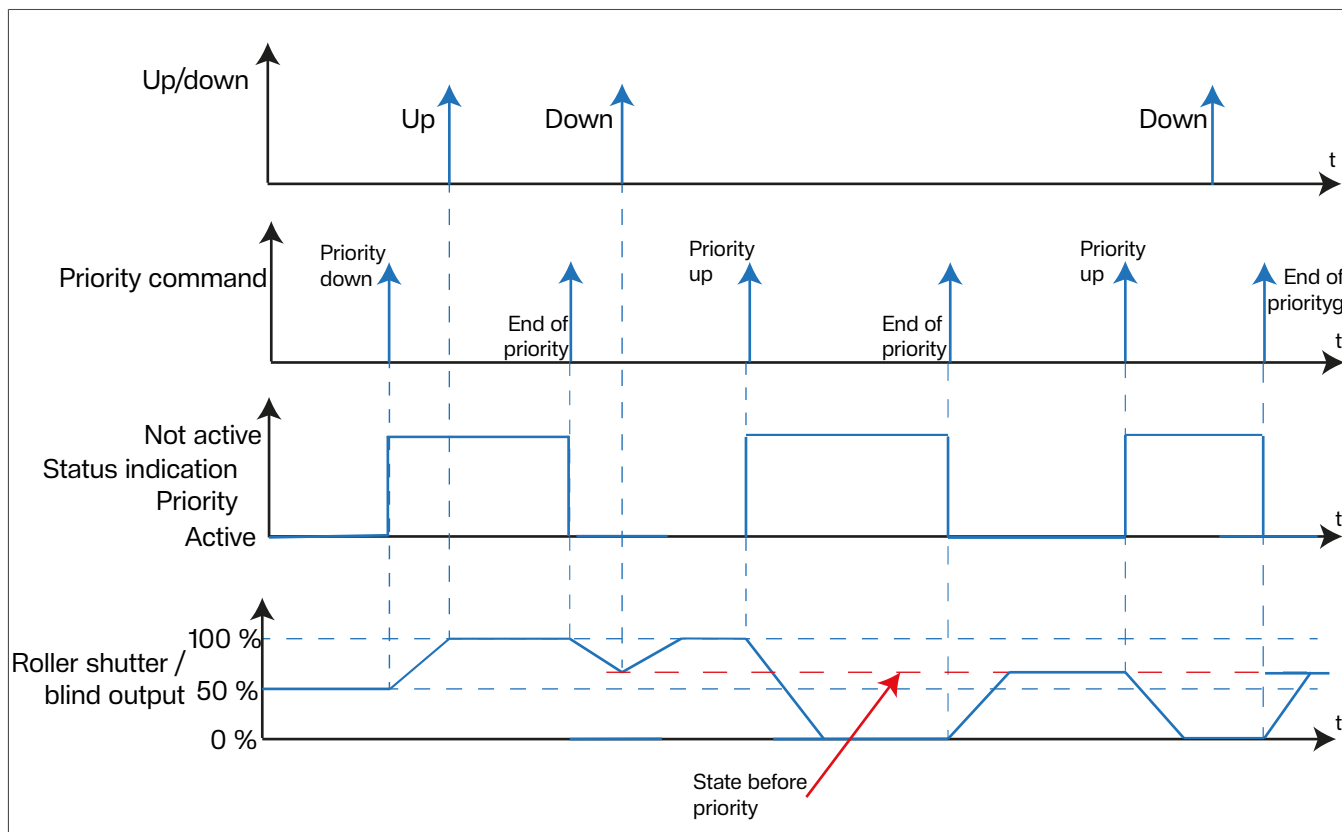 Up/down
Up
Down
Down
t
Priority command
Priority
down
End of
priority
Priority
up
End of
priority
Priority
up
End of
priorityg
t
Not active
Status indication
Priority
Active
t
Roller shutter /
blind output
100 %
50 %
0 %
t
State before
priority